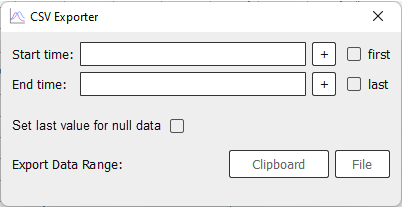 CSV Exporter
Start time: + first
End time: + last
Set last value for null data
Export Data Range: Clipboard File